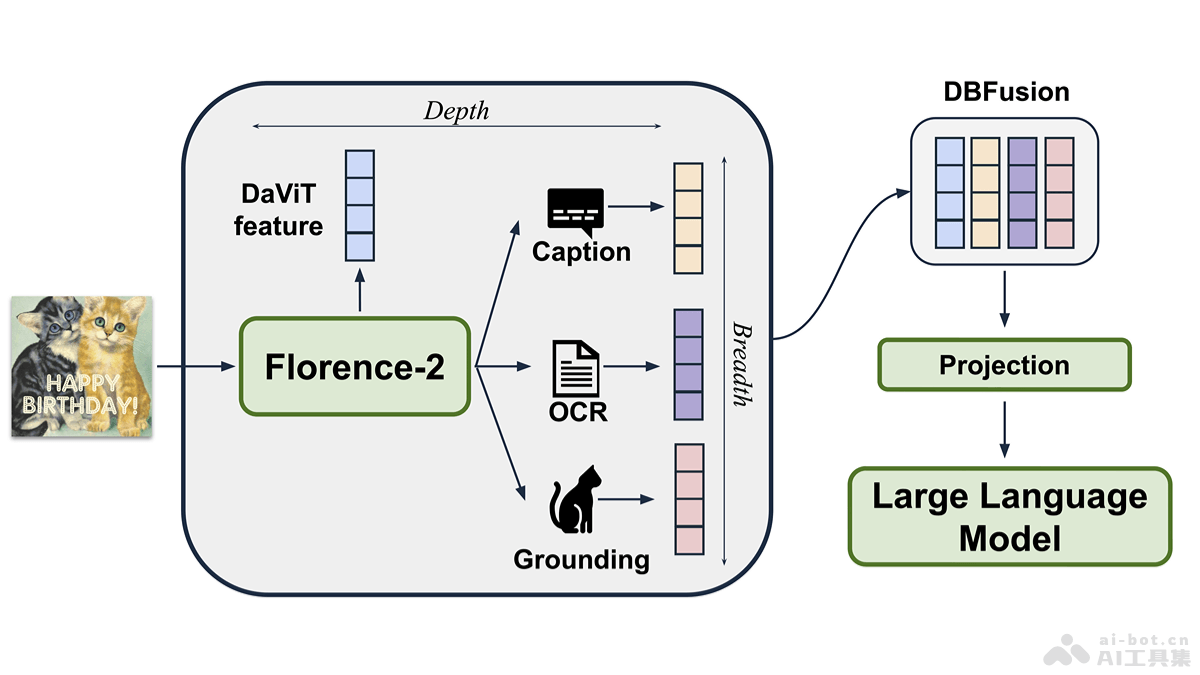 Depth
DBFusion
DaViT
feature
Caption
Florence-2
HAPPY
BIRTHDAY!
OCR
Breadth
Projection
Grounding
Large Language
Model
ai-bot.cn
AI工具集